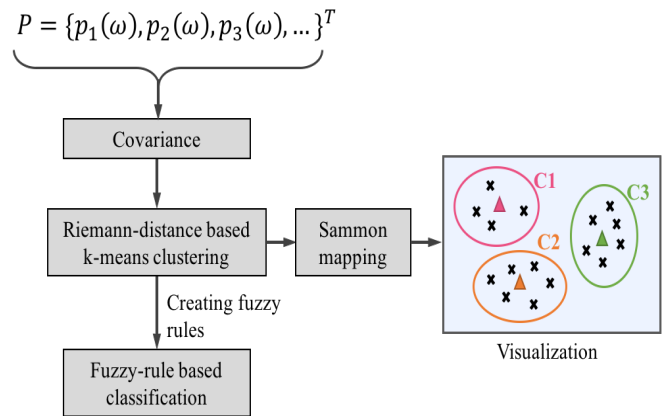 P = {p₁(ω), p₂(ω), p₃(ω), …}ᵀ
Covariance
Riemann-distance based
k-means clustering
Sammon
mapping
C1
C2
C3
Visualization
Creating fuzzy
rules
Fuzzy-rule based
classification